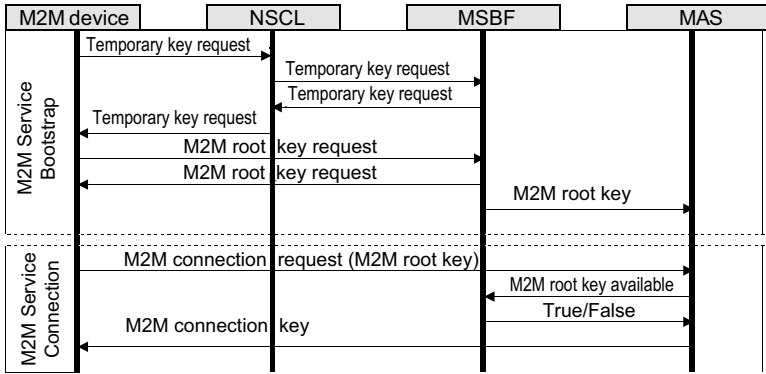 M2M device NSCL MSBF MAS
Temporary key request
Temporary key request
Temporary key request
Temporary key request
M2M root key request
M2M root key request
M2M root key
M2M Service
Bootstrap
M2M connection request (M2M root key)
M2M root key available
True/False
M2M connection key
M2M Service
Connection